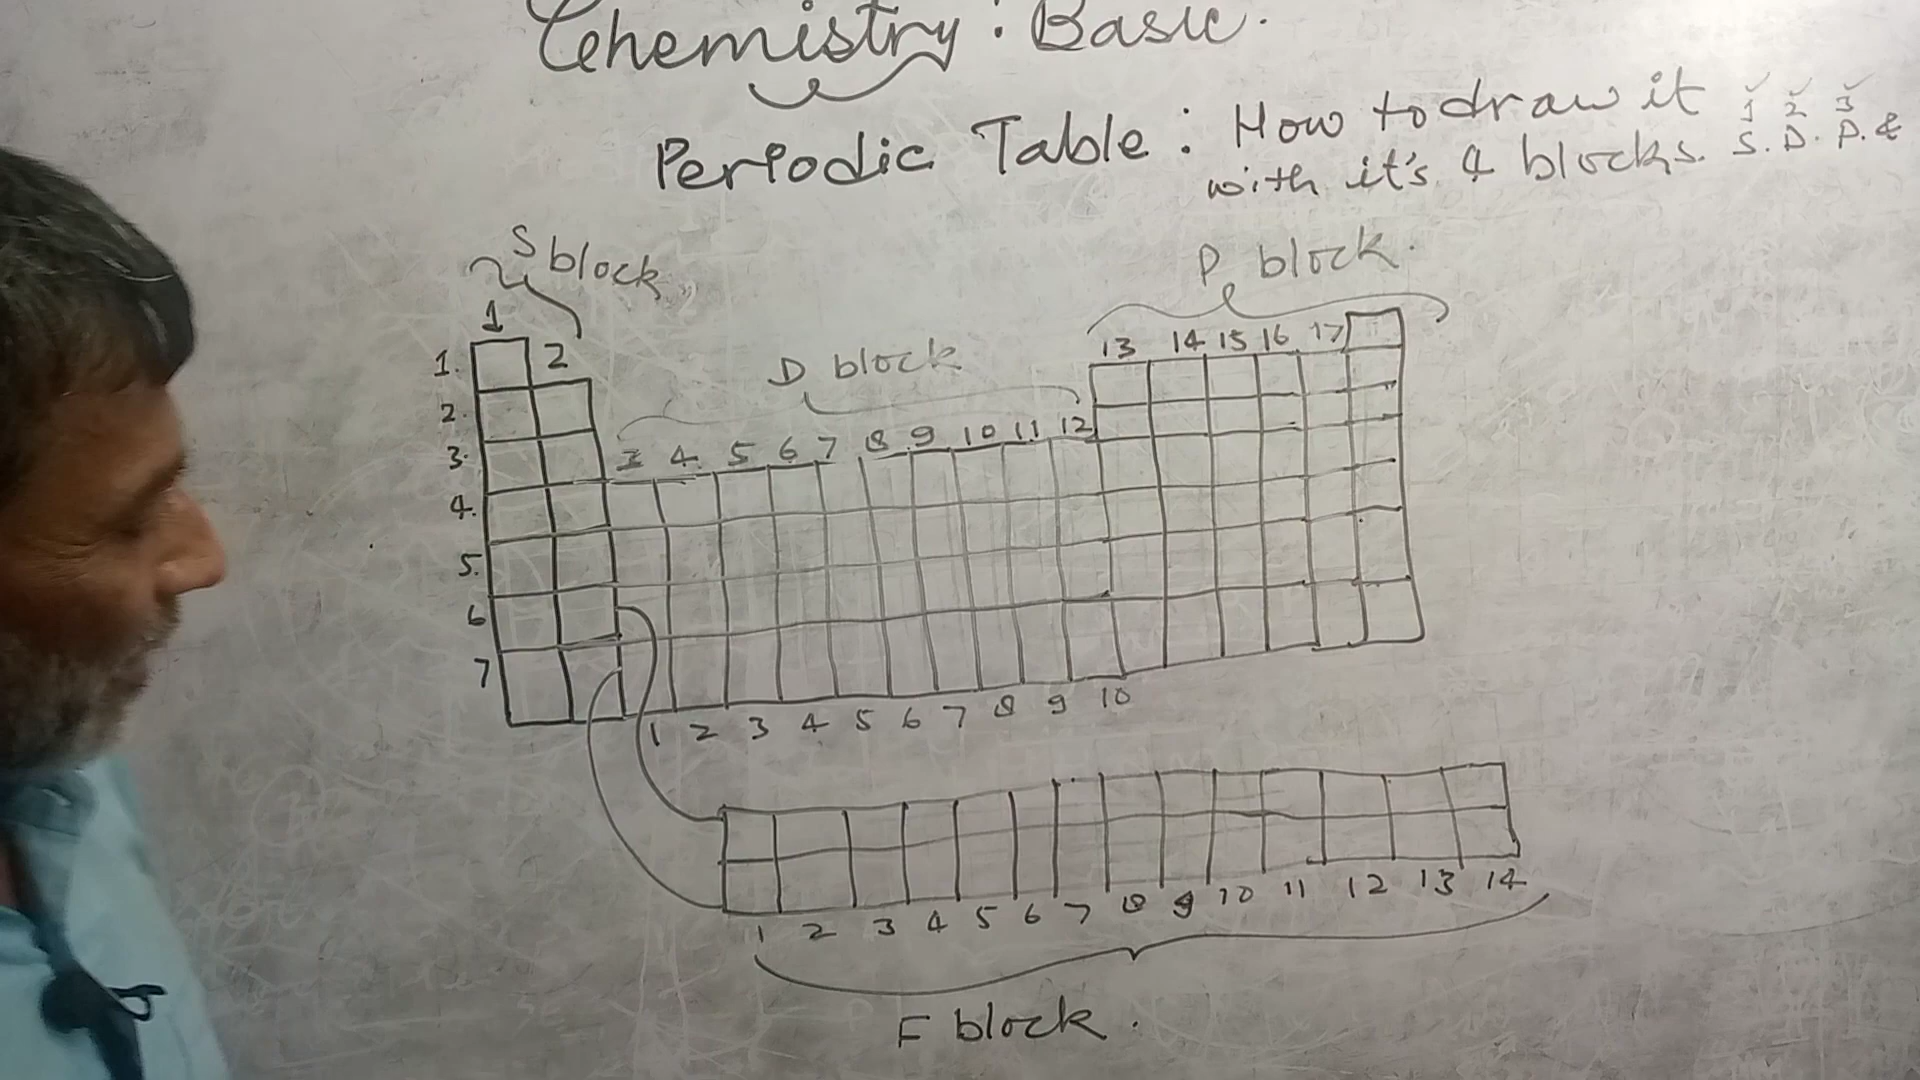 Chemistry: Basic.
Periodic Table: How to draw it
with it's 4 blocks. S. D. P. &
1 2 3
S block
P block.
D block
1
2
13 14 15 16 17
3 4 5 6 7 8 9 10 11 12
1.
2.
3.
4.
5.
6
7
1 2 3 4 5 6 7 8 9 10
1 2 3 4 5 6 7 8 9 10 11 12 13 14
F block.